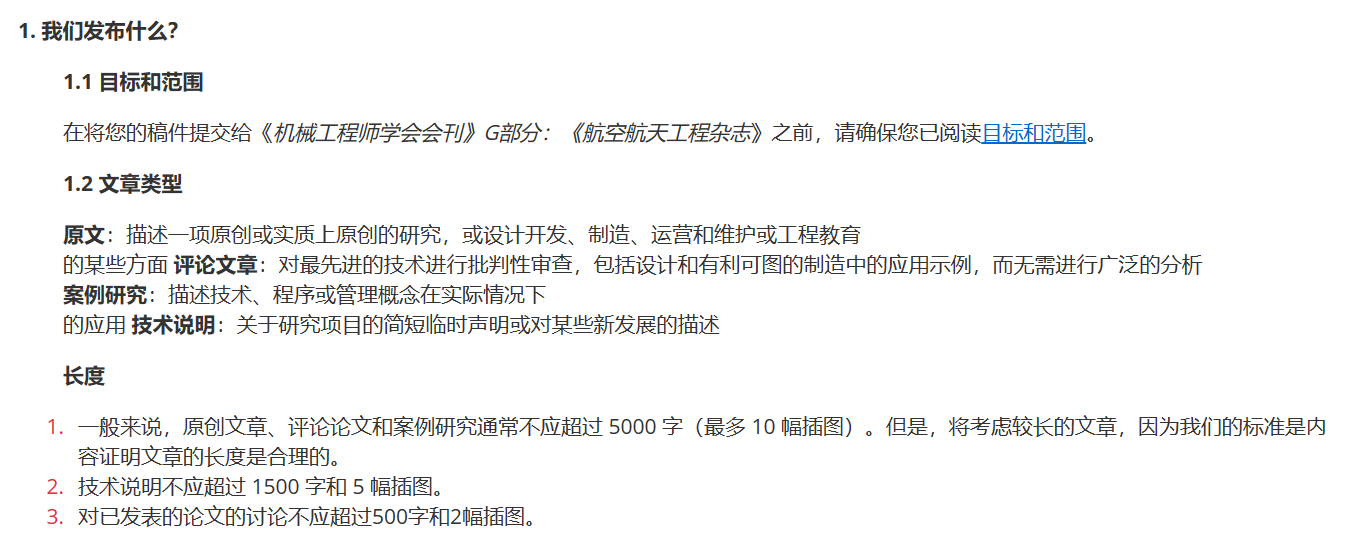 1. 我们发布什么?
1.1 目标和范围
在将您的稿件提交给《机械工程师学会会刊》G部分：《航空航天工程杂志》之前，请确保您已阅读目标和范围。
1.2 文章类型
原文：描述一项原创或实质上原创的研究，或设计开发、制造、运营和维护或工程教育
的某些方面 评论文章：对最先进的技术进行批判性审查，包括设计和有利可图的制造中的应用示例，而无需进行广泛的分析
案例研究：描述技术、程序或管理概念在实际情况下
的应用 技术说明：关于研究项目的简短临时声明或对某些新发展的描述
长度
1. 一般来说，原创文章、评论论文和案例研究通常不应超过 5000 字（最多 10 幅插图）。但是，将考虑较长的文章，因为我们的标准是内
容证明文章的长度是合理的。
2. 技术说明不应超过 1500 字和 5 幅插图。
3. 对已发表的论文的讨论不应超过500字和2幅插图。